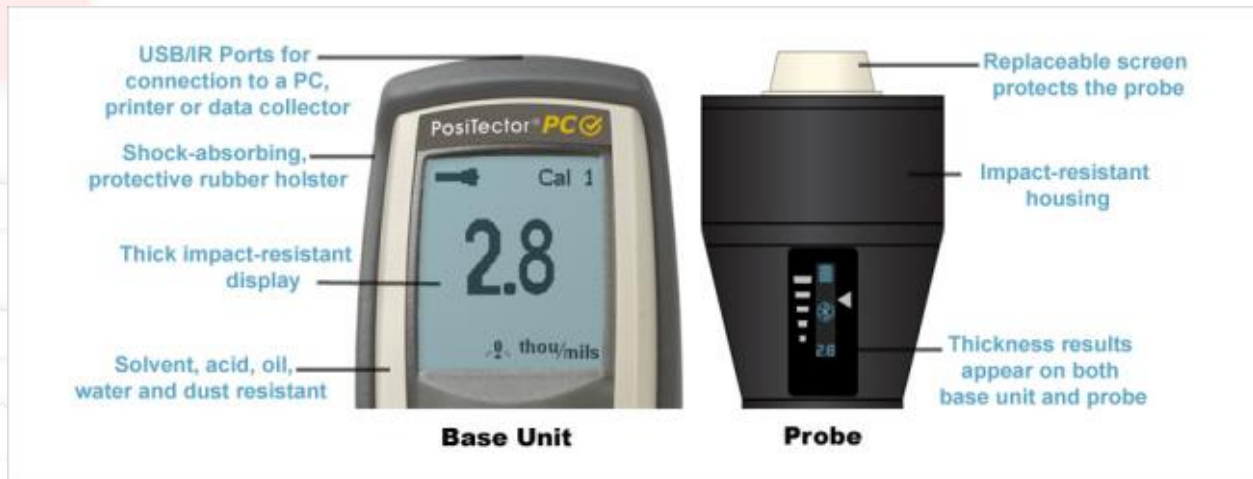 USB/IR Ports for
connection to a PC,
printer or data collector
Shock-absorbing,
protective rubber holster
Thick impact-resistant
display
Solvent, acid, oil,
water and dust resistant
PosiTector® PC
Cal 1
2.8
thou/mils
Base Unit
Replaceable screen
protects the probe
Impact-resistant
housing
2.8
Thickness results
appear on both
base unit and probe
Probe